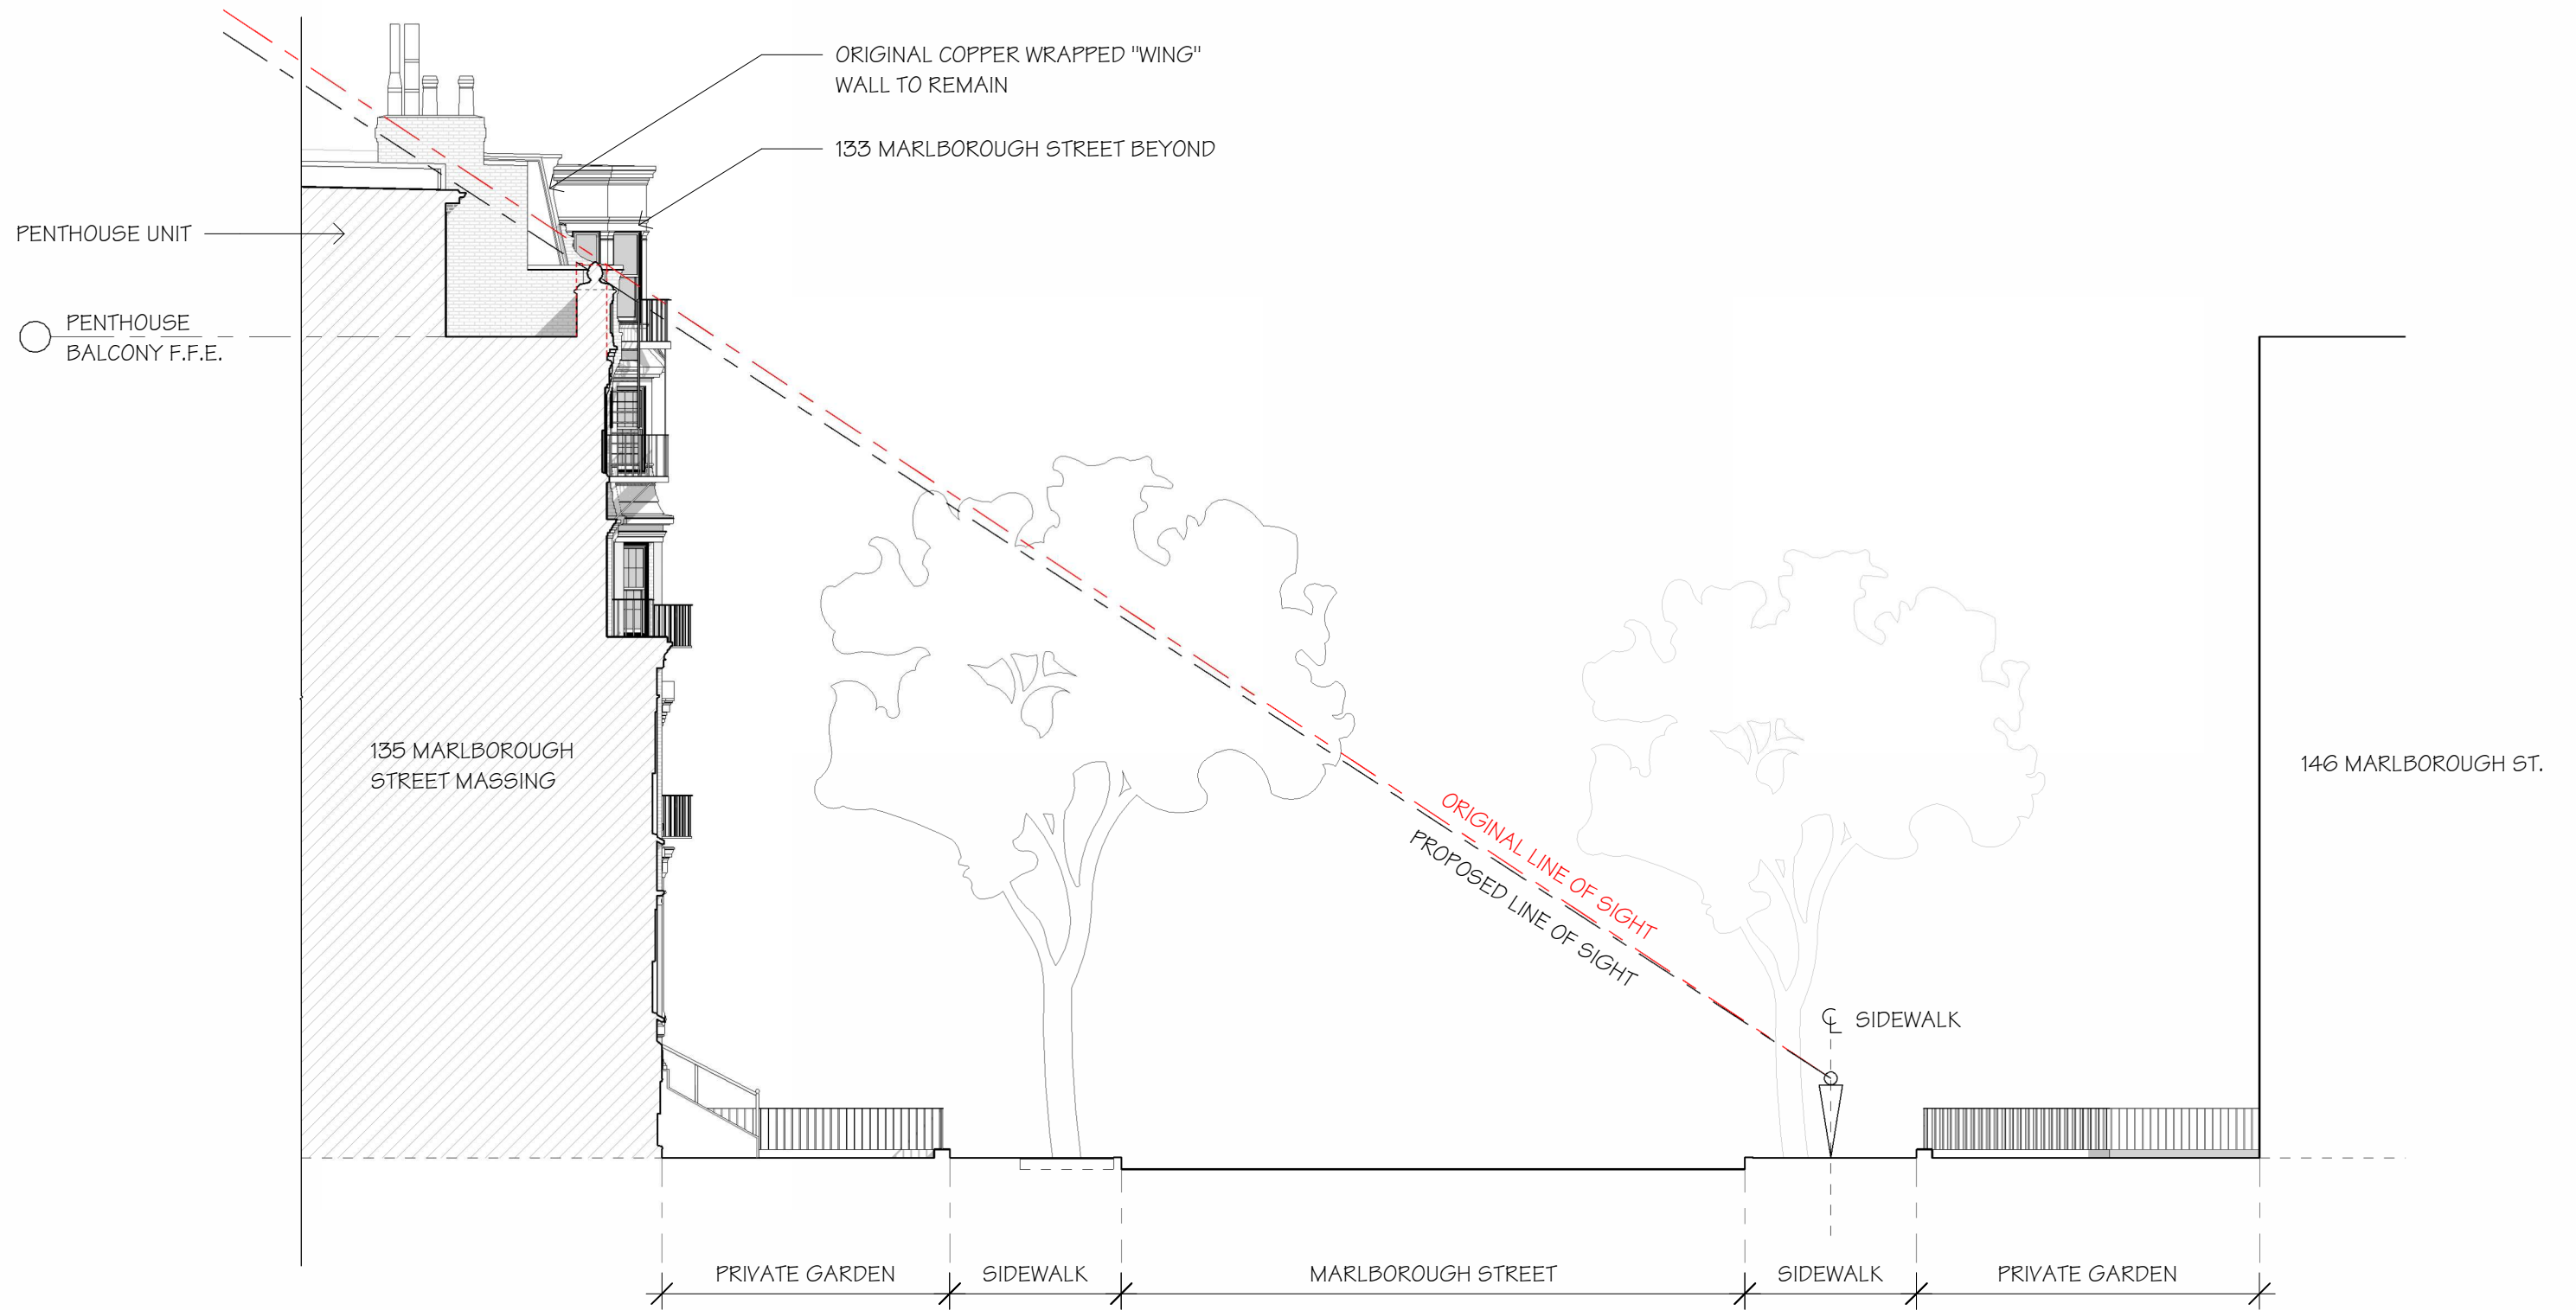 ORIGINAL COPPER WRAPPED "WING"
WALL TO REMAIN
133 MARLBOROUGH STREET BEYOND
PENTHOUSE UNIT
PENTHOUSE
BALCONY F.F.E.
135 MARLBOROUGH
STREET MASSING
146 MARLBOROUGH ST.
ORIGINAL LINE OF SIGHT
PROPOSED LINE OF SIGHT
℄ SIDEWALK
PRIVATE GARDEN
SIDEWALK
MARLBOROUGH STREET
SIDEWALK
PRIVATE GARDEN